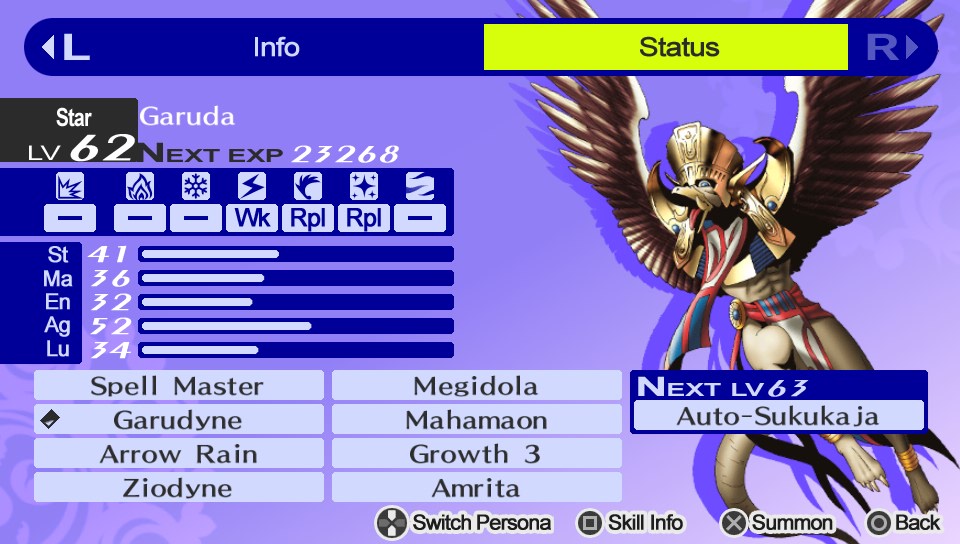 L Info Status R
Star
Garuda
LV 62 NEXT EXP 23268
– – – Wk Rpl Rpl –
St 41
Ma 36
En 32
Ag 52
Lu 34
Spell Master Megidola
Garudyne Mahamaon
Arrow Rain Growth 3
Ziodyne Amrita
NEXT LV 63
Auto-Sukukaja
Switch Persona Skill Info Summon Back